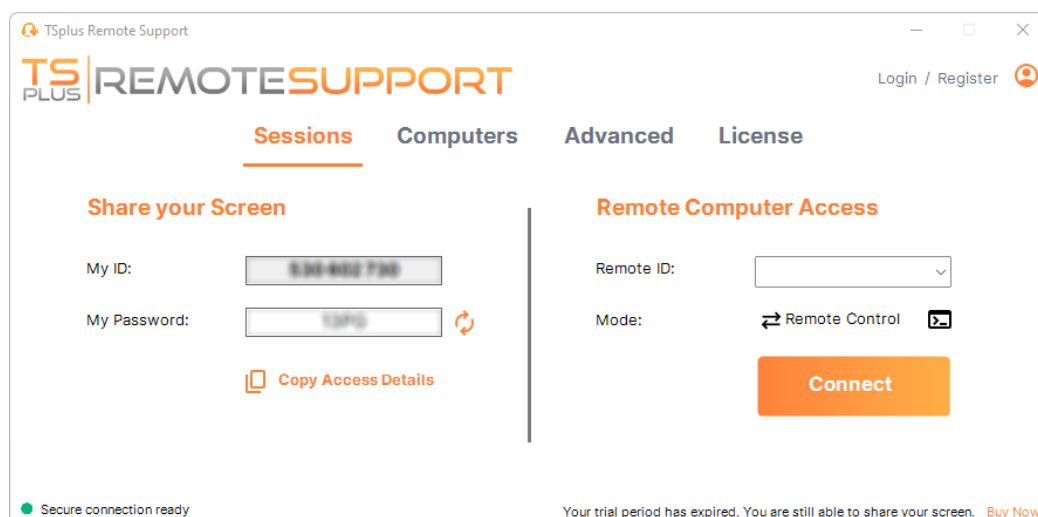 TSplus Remote Support
TS PLUS REMOTESUPPORT
Login / Register
Sessions Computers Advanced License
Share your Screen
My ID:
My Password:
Copy Access Details
Remote Computer Access
Remote ID:
Mode: Remote Control
Connect
Secure connection ready
Your trial period has expired. You are still able to share your screen. Buy Now